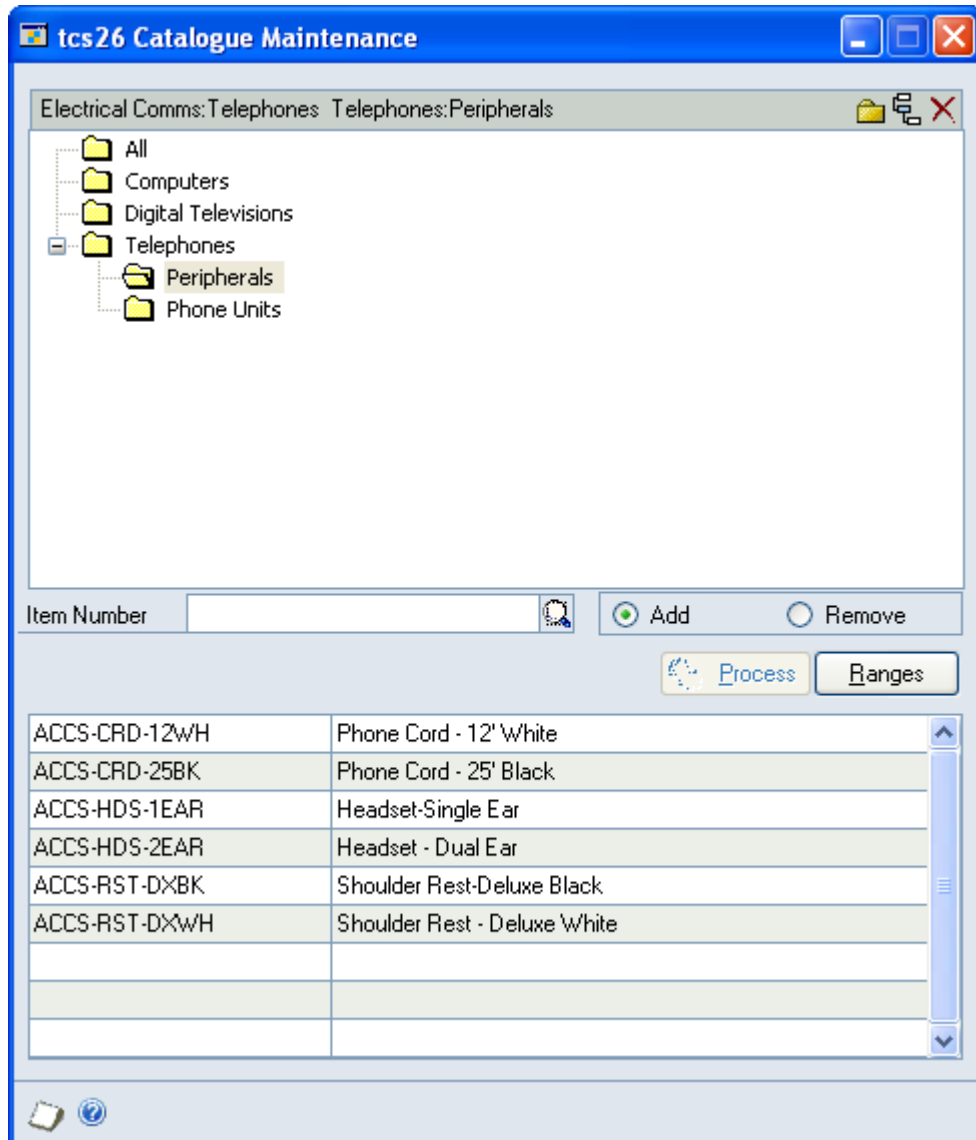 tcs26 Catalogue Maintenance
Electrical Comms:Telephones Telephones:Peripherals
All
Computers
Digital Televisions
Telephones
Peripherals
Phone Units
Item Number Add Remove
Process Ranges
ACCS-CRD-12WH Phone Cord - 12' White
ACCS-CRD-25BK Phone Cord - 25' Black
ACCS-HDS-1EAR Headset-Single Ear
ACCS-HDS-2EAR Headset - Dual Ear
ACCS-RST-DXBK Shoulder Rest-Deluxe Black
ACCS-RST-DXWH Shoulder Rest - Deluxe White